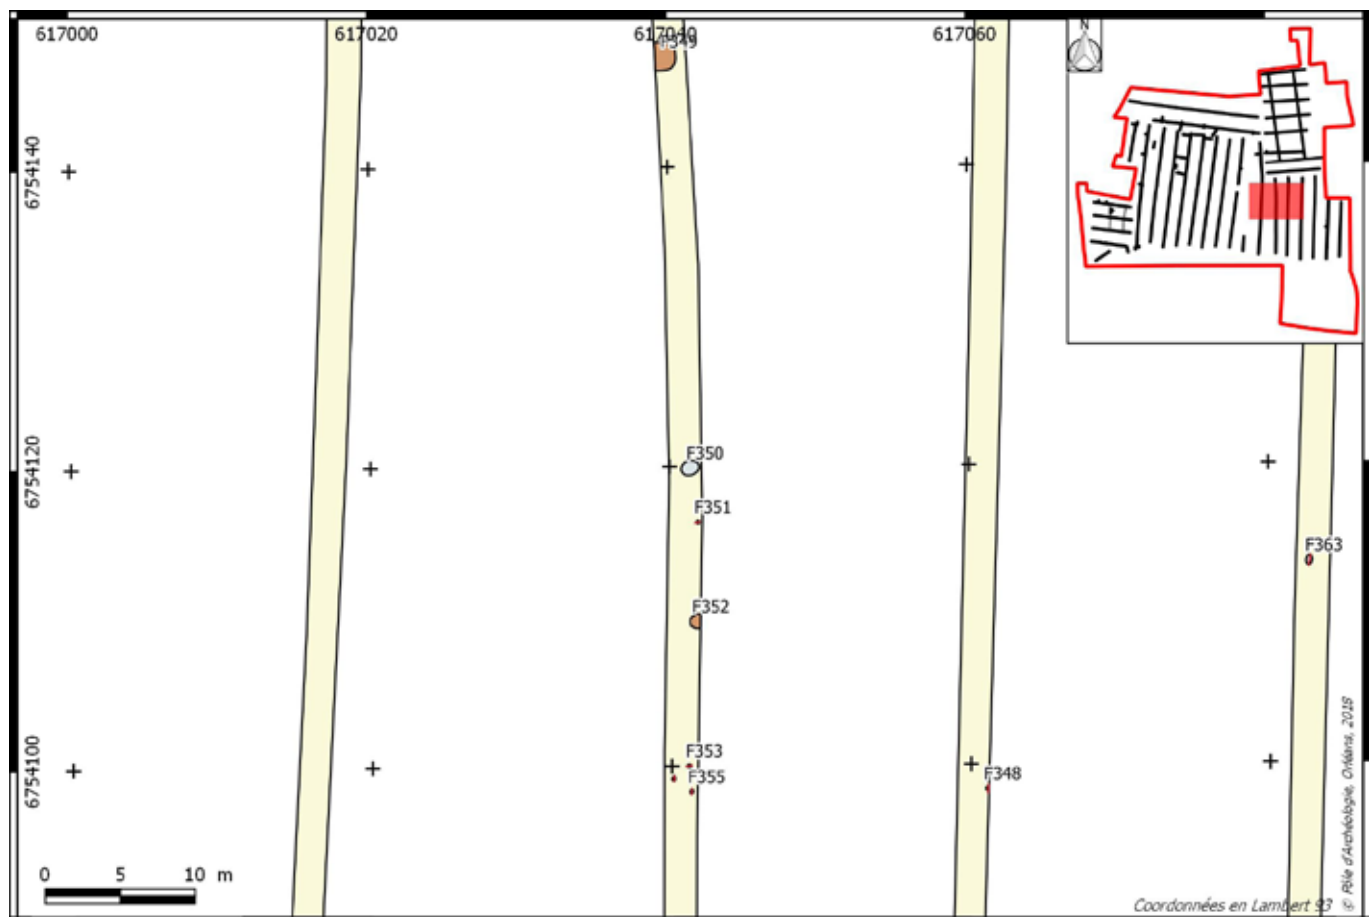 617000
617020
617040
617060
N
F349
6754140
6754120
F350
F351
F363
F352
6754100
F353
F355
F348
0 5 10 m
Coordonnées en Lambert 93
© Pôle d'Archéologie, Orléans, 2018